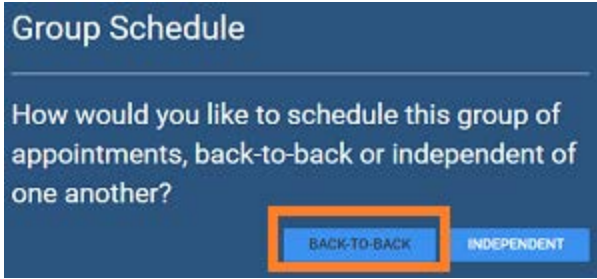 Group Schedule
How would you like to schedule this group of
appointments, back-to-back or independent of
one another?
BACK-TO-BACK INDEPENDENT